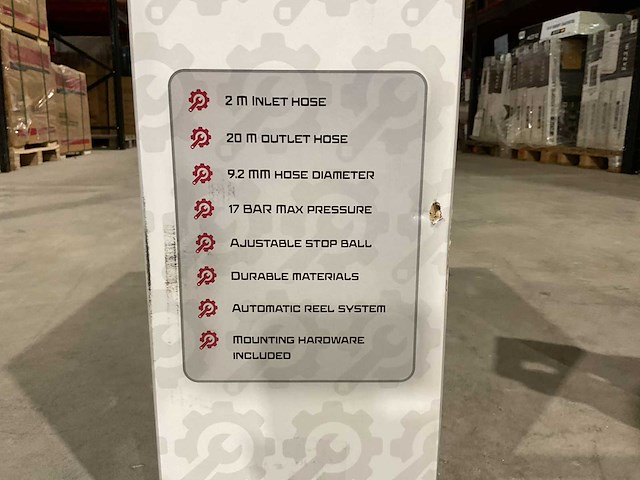 2 m Inlet hose
20 m outlet hose
9.2 mm hose diameter
17 BAR Max pressure
Ajustable stop ball
Durable materials
Automatic reel system
Mounting hardware
included